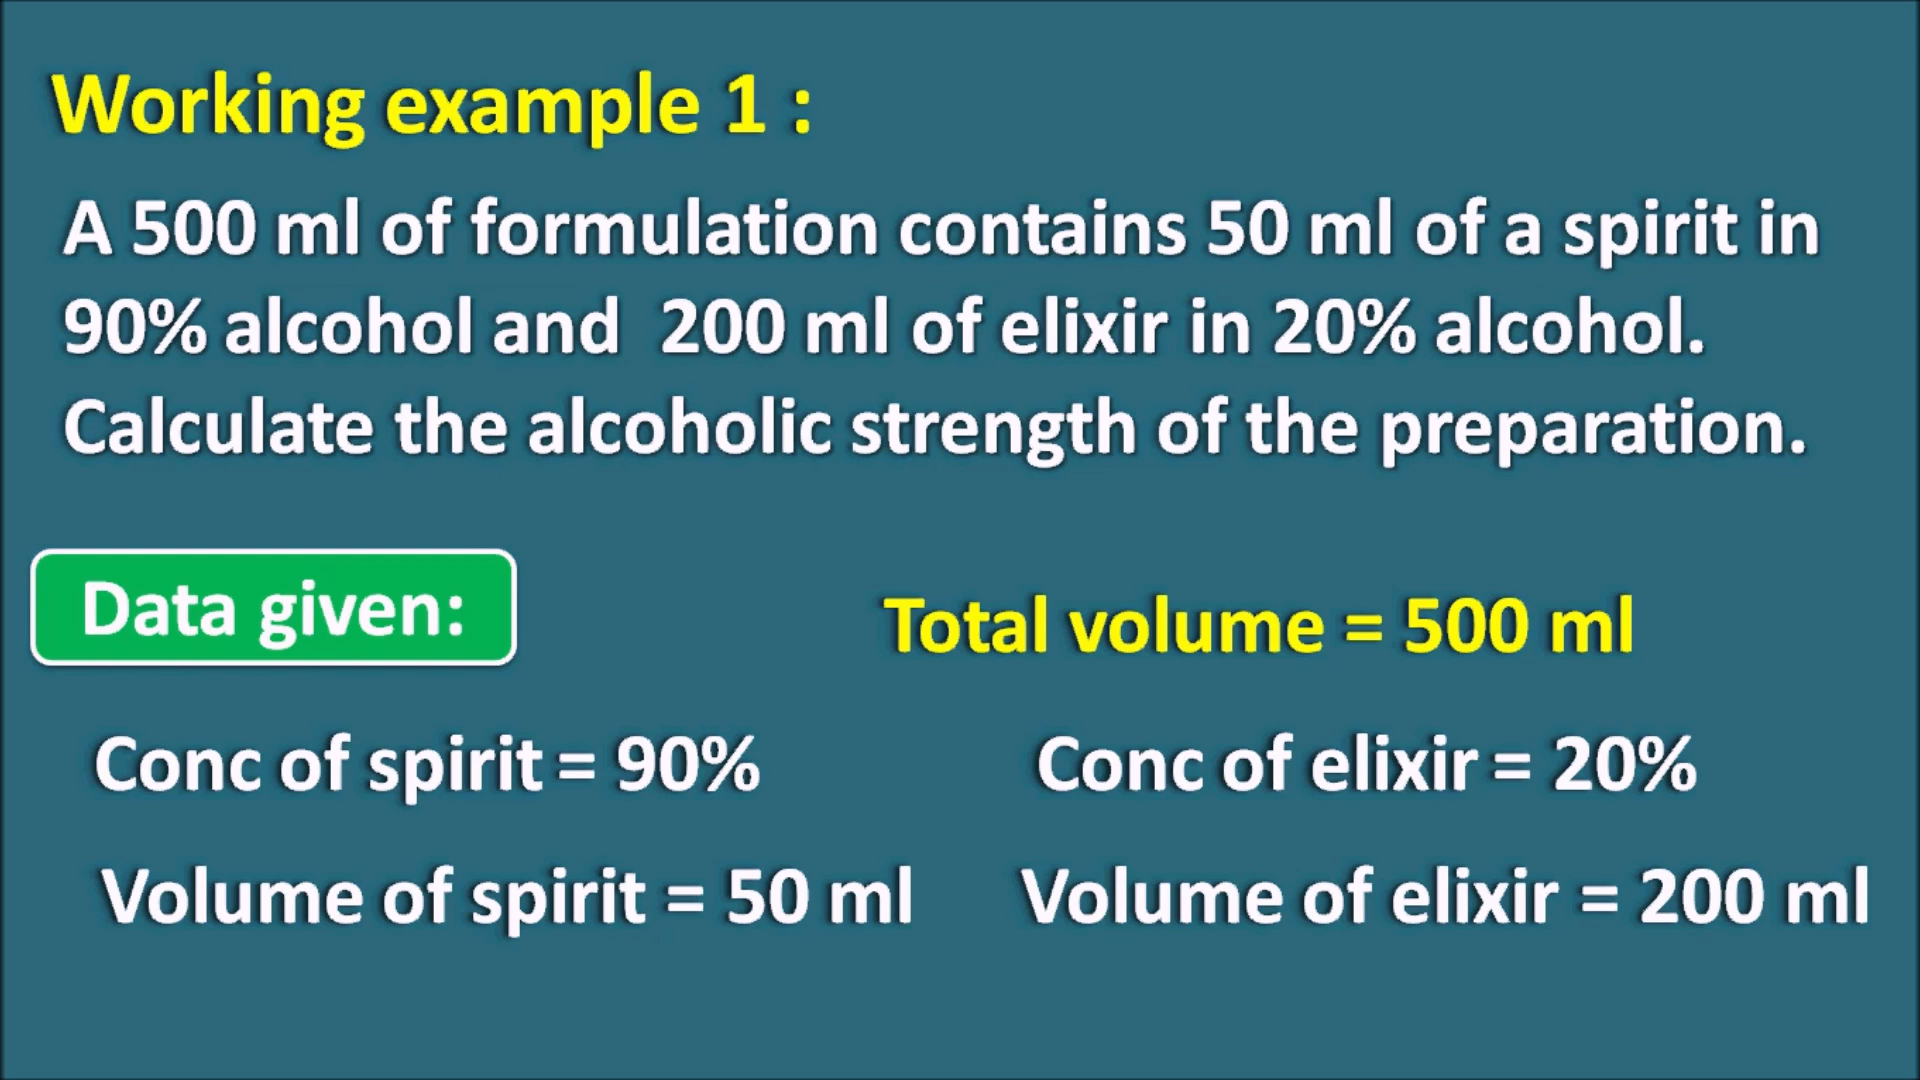 Working example 1 :
A 500 ml of formulation contains 50 ml of a spirit in
90% alcohol and 200 ml of elixir in 20% alcohol.
Calculate the alcoholic strength of the preparation.
Data given:
Total volume = 500 ml
Conc of spirit = 90%
Conc of elixir = 20%
Volume of spirit = 50 ml
Volume of elixir = 200 ml